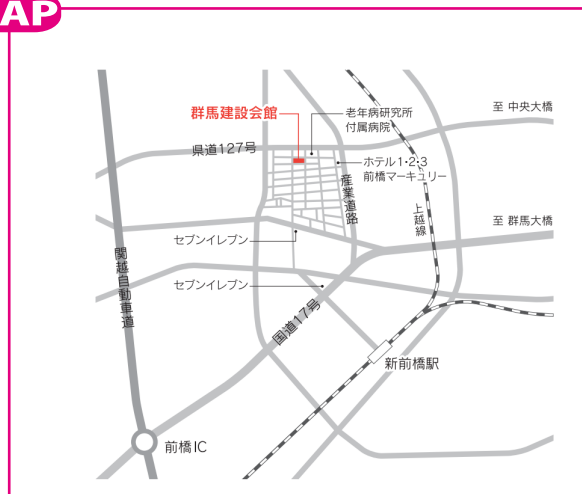 AP
群馬建設会館
老年病研究所
付属病院
至 中央大橋
県道127号
ホテル1・2・3
前橋マーキュリー
産業道路
上越線
至 群馬大橋
セブンイレブン
関越自動車道
セブンイレブン
国道17号
新前橋駅
前橋IC